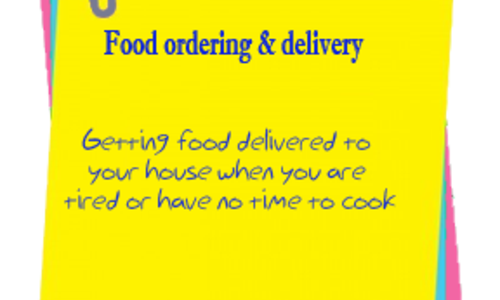 Food ordering & delivery
Getting food delivered to
your house when you are
tired or have no time to cook